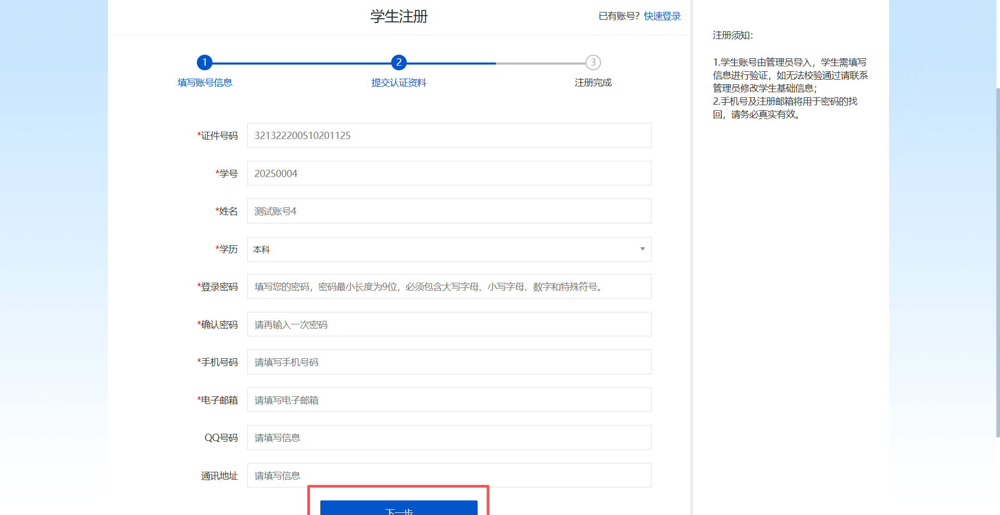 学生注册
已有账号？快速登录
1
2
3
填写账号信息
提交认证资料
注册完成
*证件号码
321322200510201125
*学号
20250004
*姓名
测试账号4
*学历
本科
*登录密码
填写您的密码，密码最小长度为9位，必须包含大写字母、小写字母、数字和特殊符号。
*确认密码
请再输入一次密码
*手机号码
请填写手机号码
*电子邮箱
请填写电子邮箱
QQ号码
请填写信息
通讯地址
请填写信息
下一步
注册须知：
1.学生账号由管理员导入，学生需填写
信息进行验证，如无法校验通过请联系
管理员修改学生基础信息；
2.手机号及注册邮箱将用于密码的找
回，请务必真实有效。